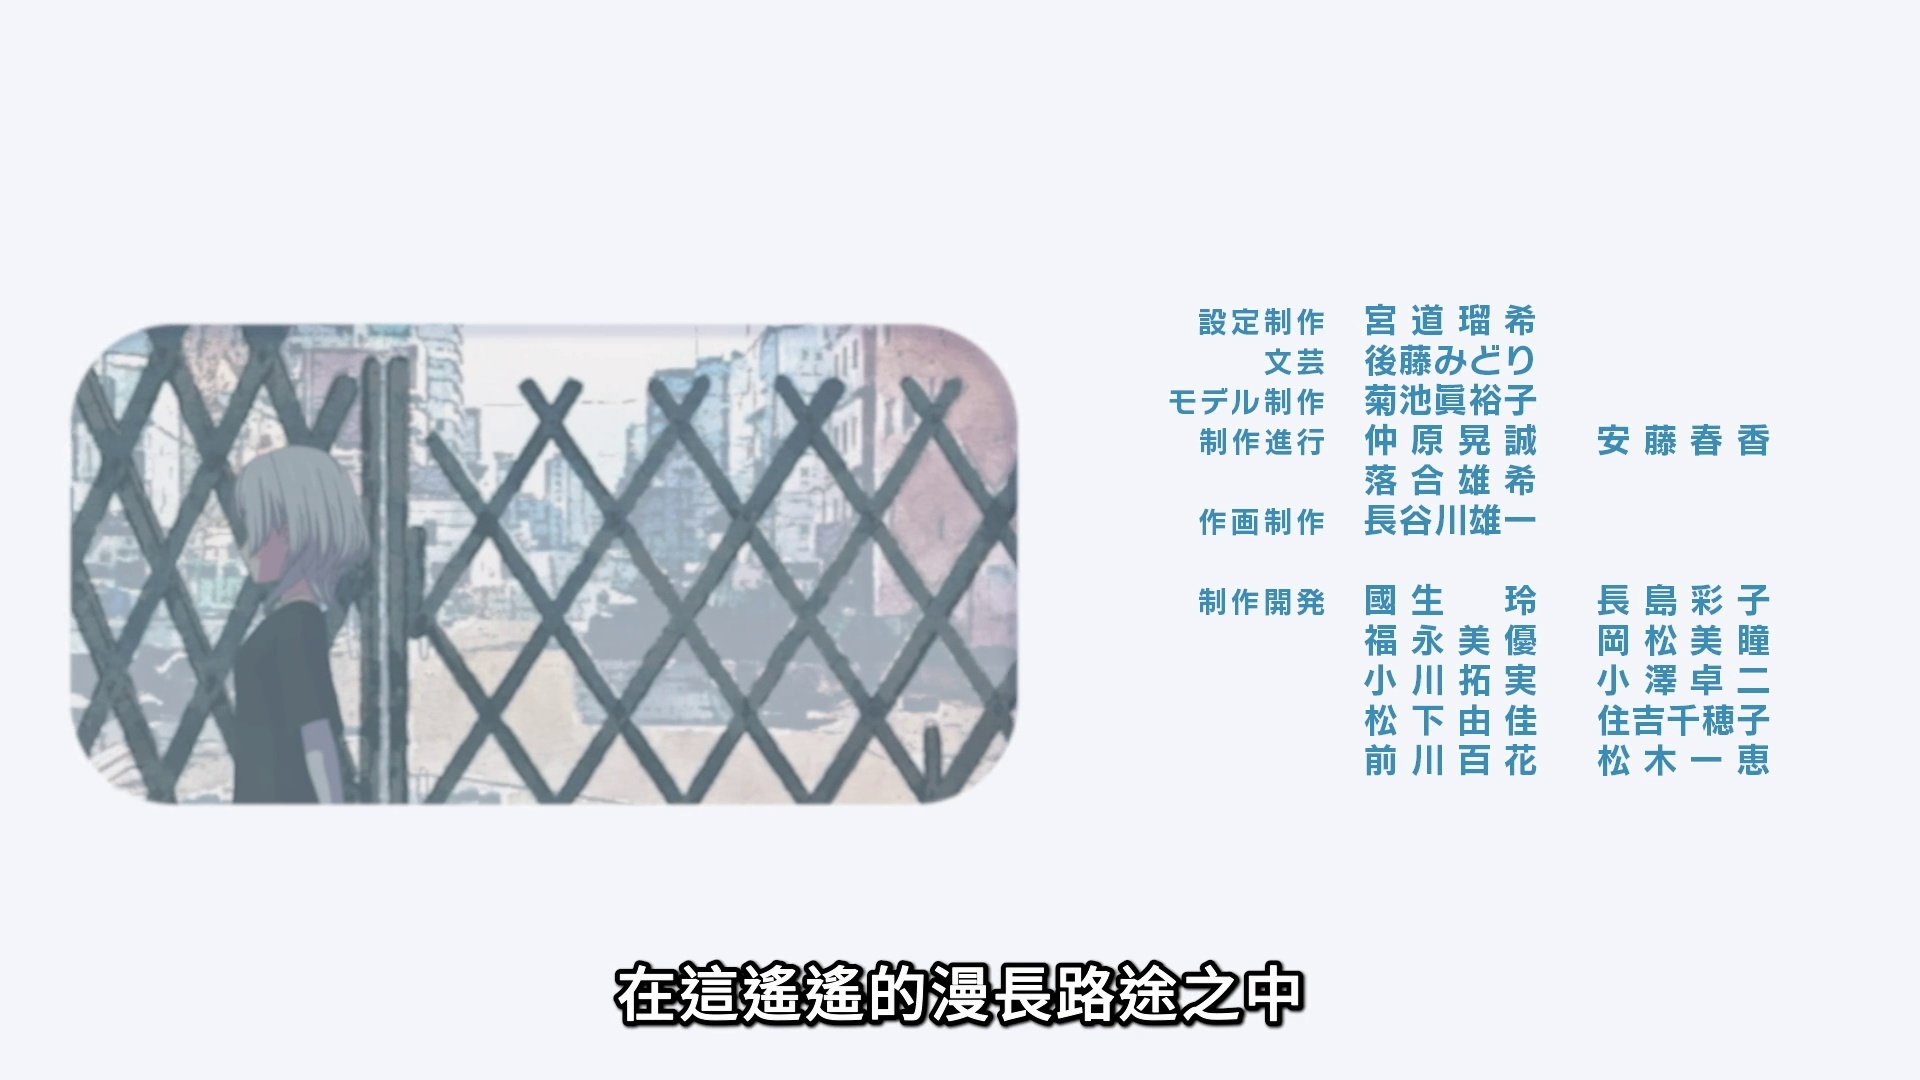 設定制作 宮道瑠希
文芸 後藤みどり
モデル制作 菊池眞裕子
制作進行 仲原晃誠 安藤春香
落合雄希
作画制作 長谷川雄一
制作開発 國生 玲 長島彩子
福永美優 岡松美瞳
小川拓実 小澤卓二
松下由佳 住吉千穂子
前川百花 松木一恵
在這遙遙的漫長路途之中